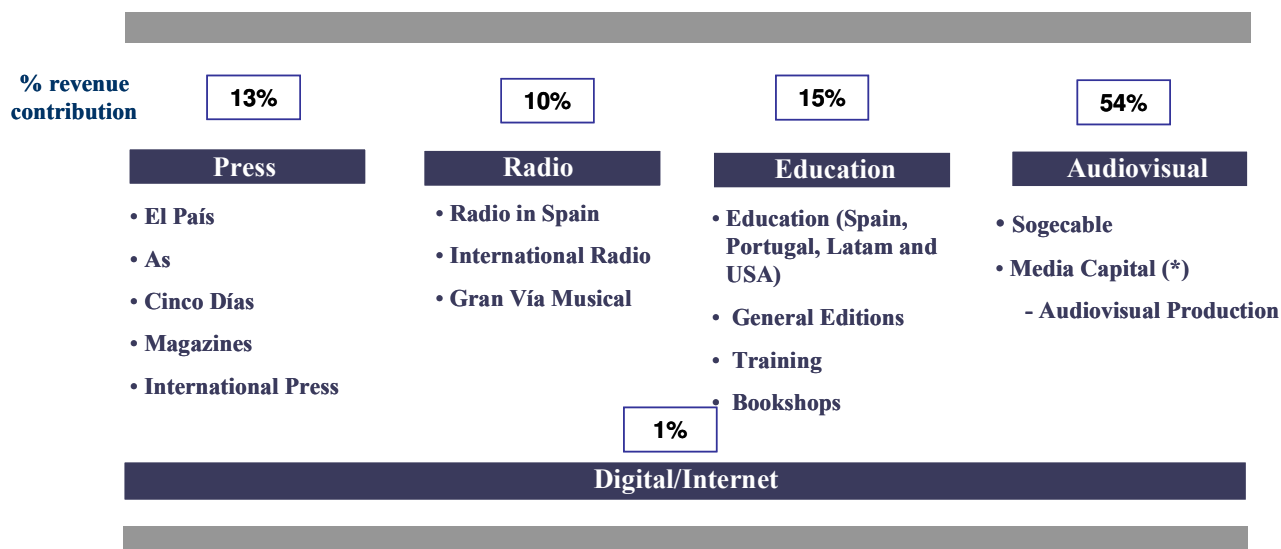 % revenue
contribution
13%
10%
15%
54%
Press
• El País
• As
• Cinco Días
• Magazines
• International Press
Radio
• Radio in Spain
• International Radio
• Gran Vía Musical
Education
• Education (Spain,
Portugal, Latam and
USA)
• General Editions
• Training
• Bookshops
Audiovisual
• Sogecable
• Media Capital (*)
- Audiovisual Production
1%
Digital/Internet